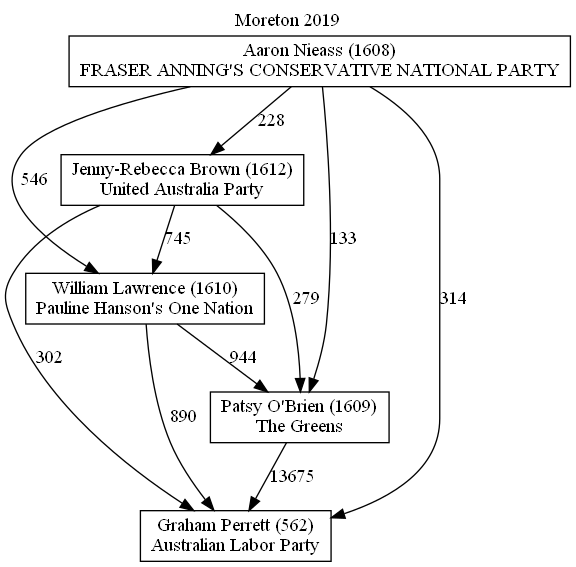 Moreton 2019
Aaron Nieass (1608)
FRASER ANNING'S CONSERVATIVE NATIONAL PARTY
228
Jenny-Rebecca Brown (1612)
United Australia Party
546
745
133
William Lawrence (1610)
Pauline Hanson's One Nation
279
314
302
944
Patsy O'Brien (1609)
The Greens
890
13675
Graham Perrett (562)
Australian Labor Party